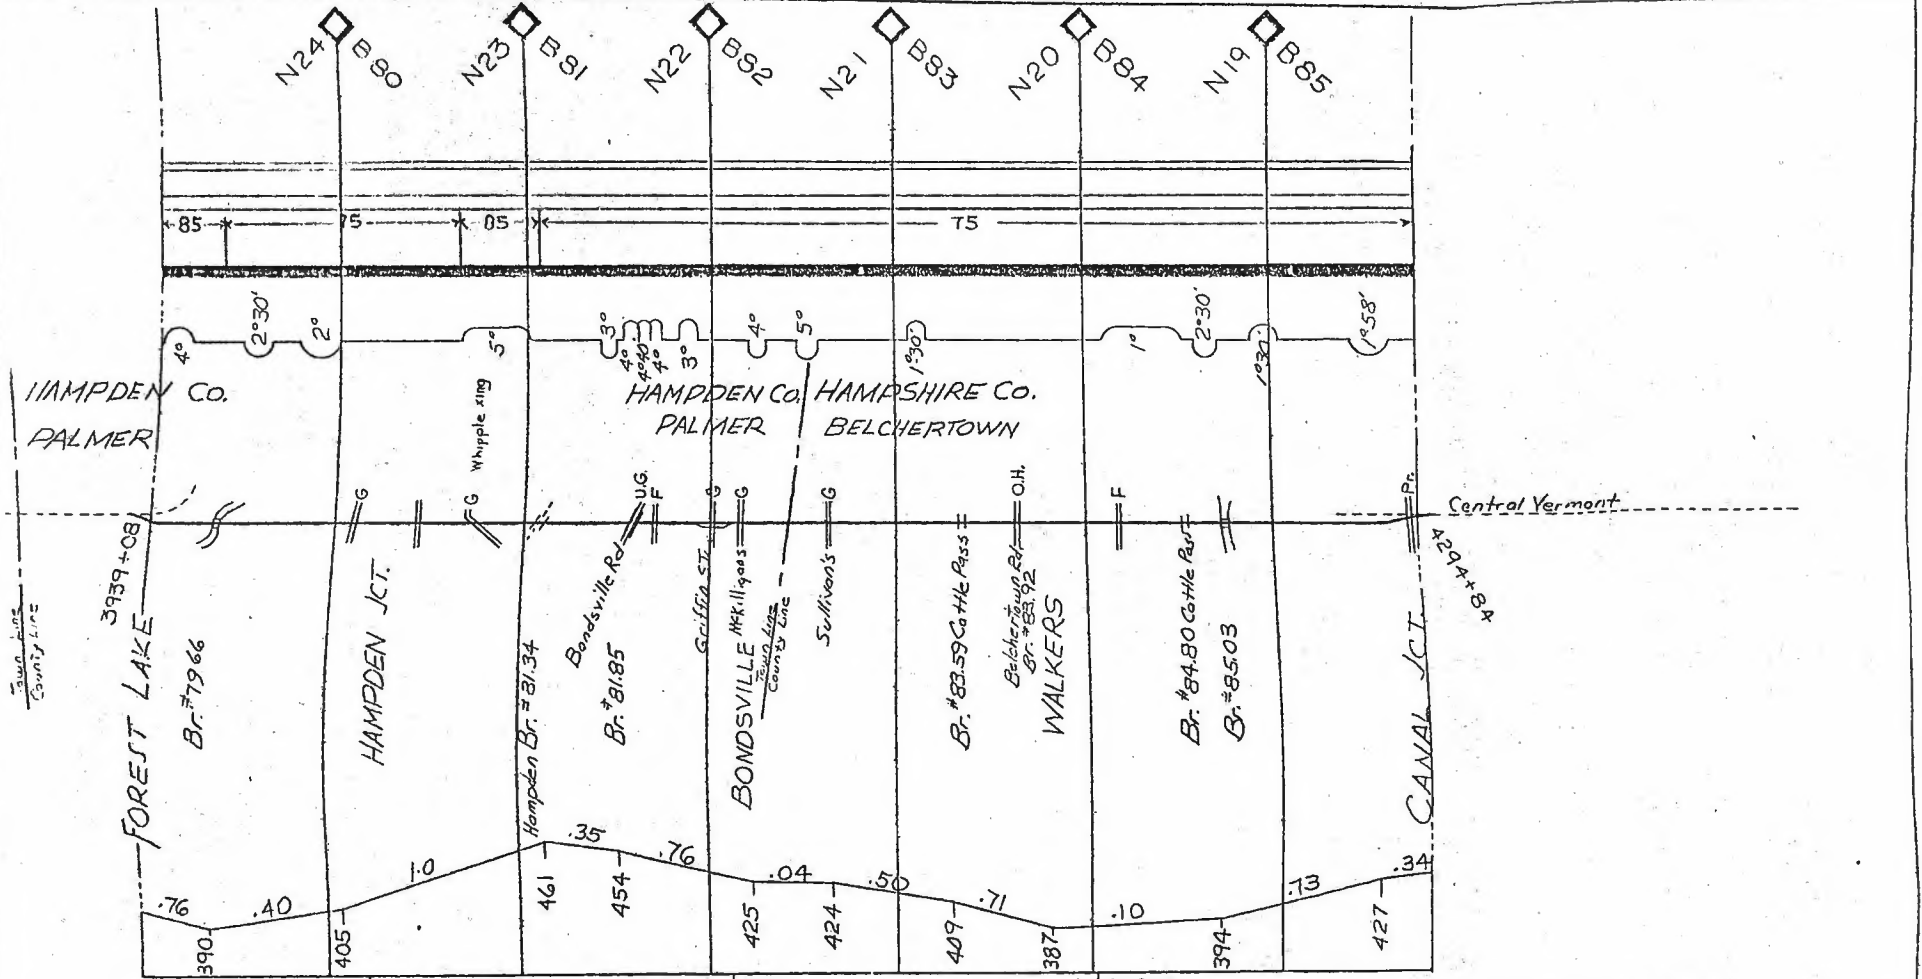 N24 B80
N23 B81
N22 B82
N21 B83
N20 B84
N19 B85
85 75 85 75
4° 2°30' 2° 5° 3° 4° 4°40' 4° 3° 4° 5° 1°30' 1° 2°30' 1°30' 1°58'
HAMPDEN Co.
PALMER
HAMPDEN Co.
PALMER
HAMPSHIRE Co.
BELCHERTOWN
Whipple xing
G
G
U.G.
F
G
G
G
O.H.
F
Pr.
Central Vermont
3939+08
4294+84
Town Line
County Line
FOREST LAKE
Br. #79.66
HAMPDEN JCT.
Hampden Br. #81.34
Bondsville Rd
Br. #81.85
Griffin ST.
McKilligans
BONDSVILLE
Town Line
County Line
Sullivan's
Br. #83.59 Cattle Pass
Belchertown Rd
Br. #83.92
WALKERS
Br. #84.80 Cattle Pass
Br. #85.03
CANAL JCT.
.76 .40 1.0 .35 .76 .04 .50 .71 .10 .73 .34
390 405 461 454 425 424 409 387 394 427